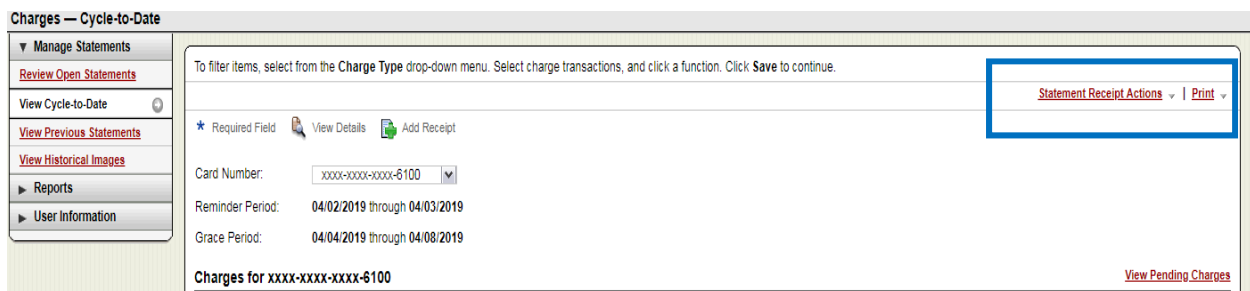 Charges — Cycle-to-Date
Manage Statements
Review Open Statements
View Cycle-to-Date
View Previous Statements
View Historical Images
Reports
User Information
To filter items, select from the Charge Type drop-down menu. Select charge transactions, and click a function. Click Save to continue.
Statement Receipt Actions | Print
* Required Field View Details Add Receipt
Card Number: xxxx-xxxx-xxxx-6100
Reminder Period: 04/02/2019 through 04/03/2019
Grace Period: 04/04/2019 through 04/08/2019
Charges for xxxx-xxxx-xxxx-6100 View Pending Charges